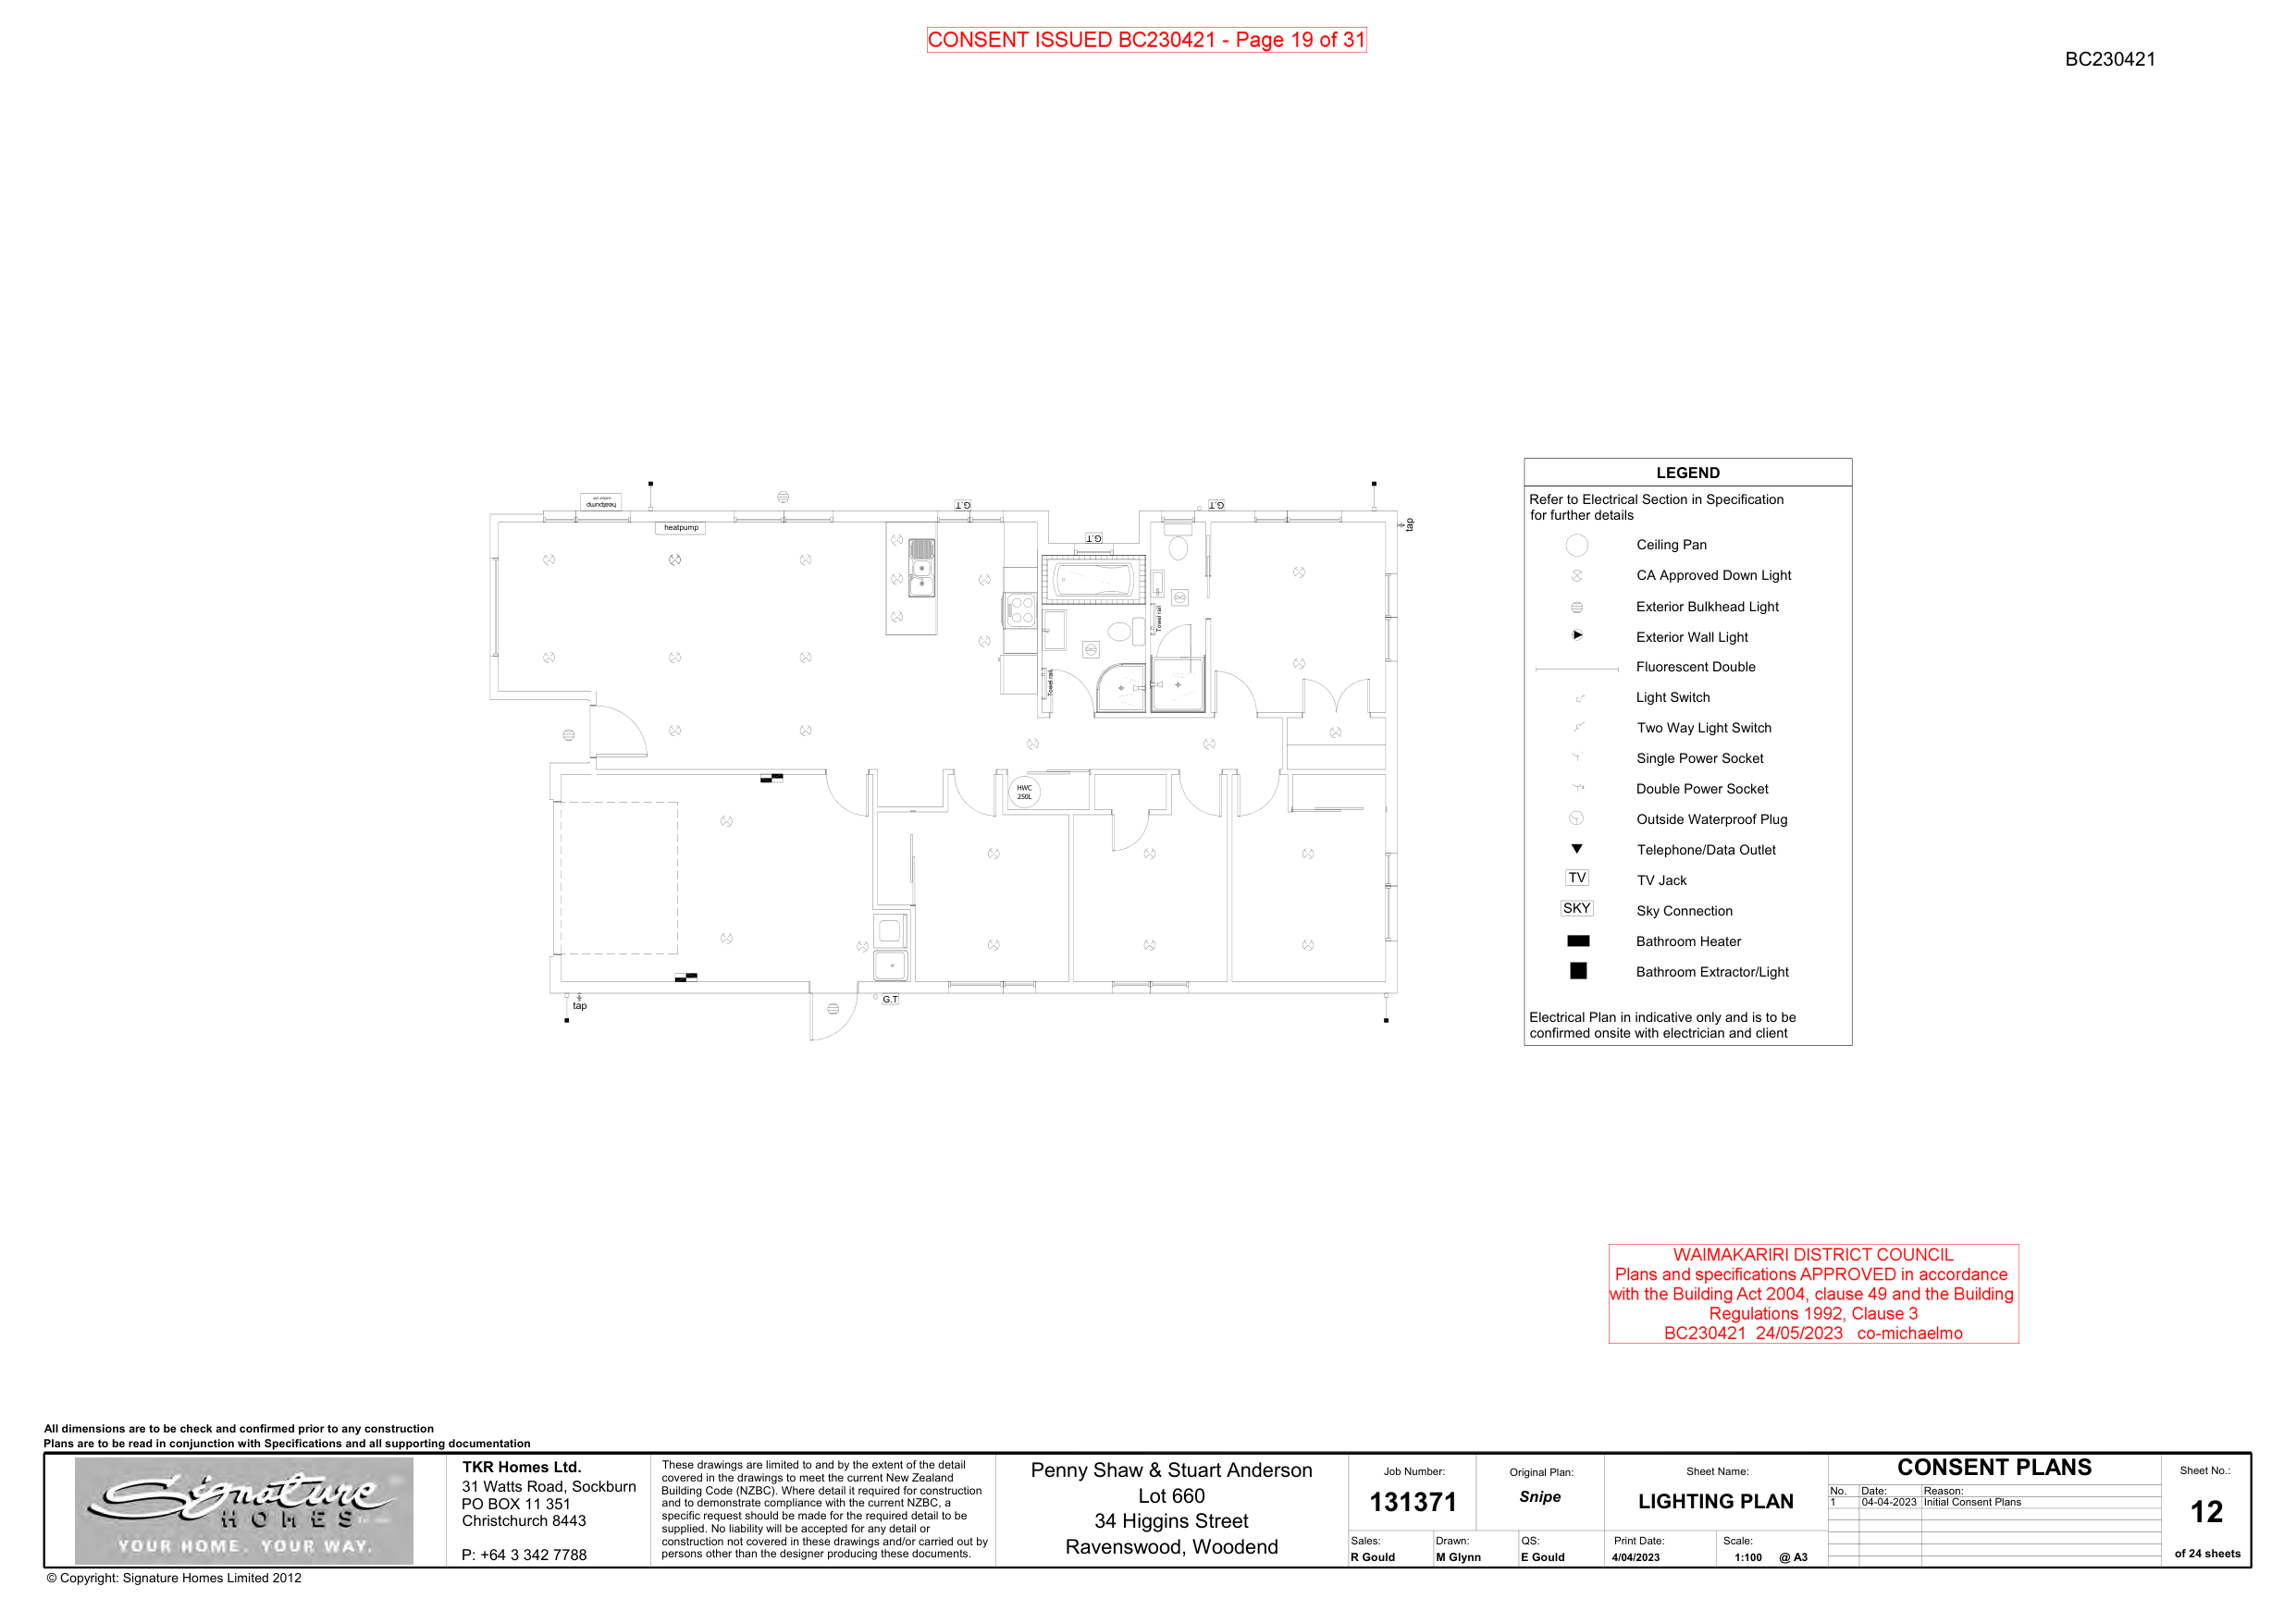 CONSENT ISSUED BC230421 - Page 19 of 31
BC230421
heatpump
heatpump
G.T
G.T
G.T
tap
Towel rail
Towel rail
HWC
250L
tap
G.T
LEGEND
Refer to Electrical Section in Specification
for further details
Ceiling Pan
CA Approved Down Light
Exterior Bulkhead Light
Exterior Wall Light
Fluorescent Double
Light Switch
Two Way Light Switch
Single Power Socket
Double Power Socket
Outside Waterproof Plug
Telephone/Data Outlet
TV TV Jack
SKY Sky Connection
Bathroom Heater
Bathroom Extractor/Light
Electrical Plan in indicative only and is to be
confirmed onsite with electrician and client
WAIMAKARIRI DISTRICT COUNCIL
Plans and specifications APPROVED in accordance
with the Building Act 2004, clause 49 and the Building
Regulations 1992, Clause 3
BC230421 24/05/2023 co-michaelmo
All dimensions are to be check and confirmed prior to any construction
Plans are to be read in conjunction with Specifications and all supporting documentation
Signature
HOMES
YOUR HOME. YOUR WAY.
TKR Homes Ltd.
31 Watts Road, Sockburn
PO BOX 11 351
Christchurch 8443
P: +64 3 342 7788
These drawings are limited to and by the extent of the detail
covered in the drawings to meet the current New Zealand
Building Code (NZBC). Where detail it required for construction
and to demonstrate compliance with the current NZBC, a
specific request should be made for the required detail to be
supplied. No liability will be accepted for any detail or
construction not covered in these drawings and/or carried out by
persons other than the designer producing these documents.
Penny Shaw & Stuart Anderson
Lot 660
34 Higgins Street
Ravenswood, Woodend
Job Number:
131371
Original Plan:
Snipe
Sheet Name:
LIGHTING PLAN
Sales:
R Gould
Drawn:
M Glynn
QS:
E Gould
Print Date:
4/04/2023
Scale:
1:100 @ A3
CONSENT PLANS
No. Date: Reason:
1 04-04-2023 Initial Consent Plans
Sheet No.:
12
of 24 sheets
© Copyright: Signature Homes Limited 2012